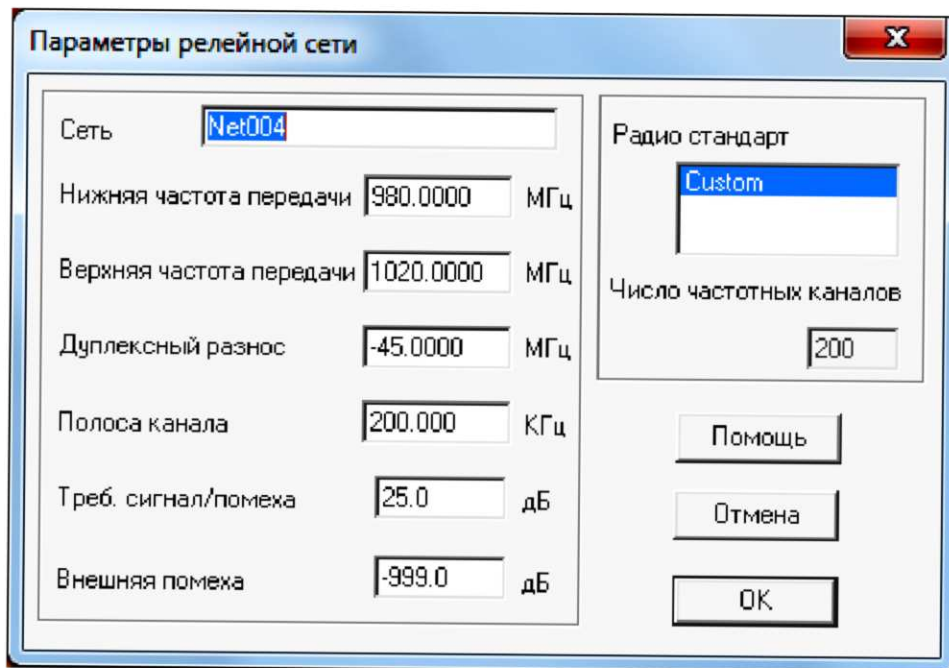 Параметры релейной сети
Сеть Net004
Нижняя частота передачи 980.0000 МГц
Верхняя частота передачи 1020.0000 МГц
Дуплексный разнос -45.0000 МГц
Полоса канала 200.000 КГц
Треб. сигнал/помеха 25.0 дБ
Внешняя помеха -999.0 дБ
Радио стандарт
Custom
Число частотных каналов
200
Помощь
Отмена
OK